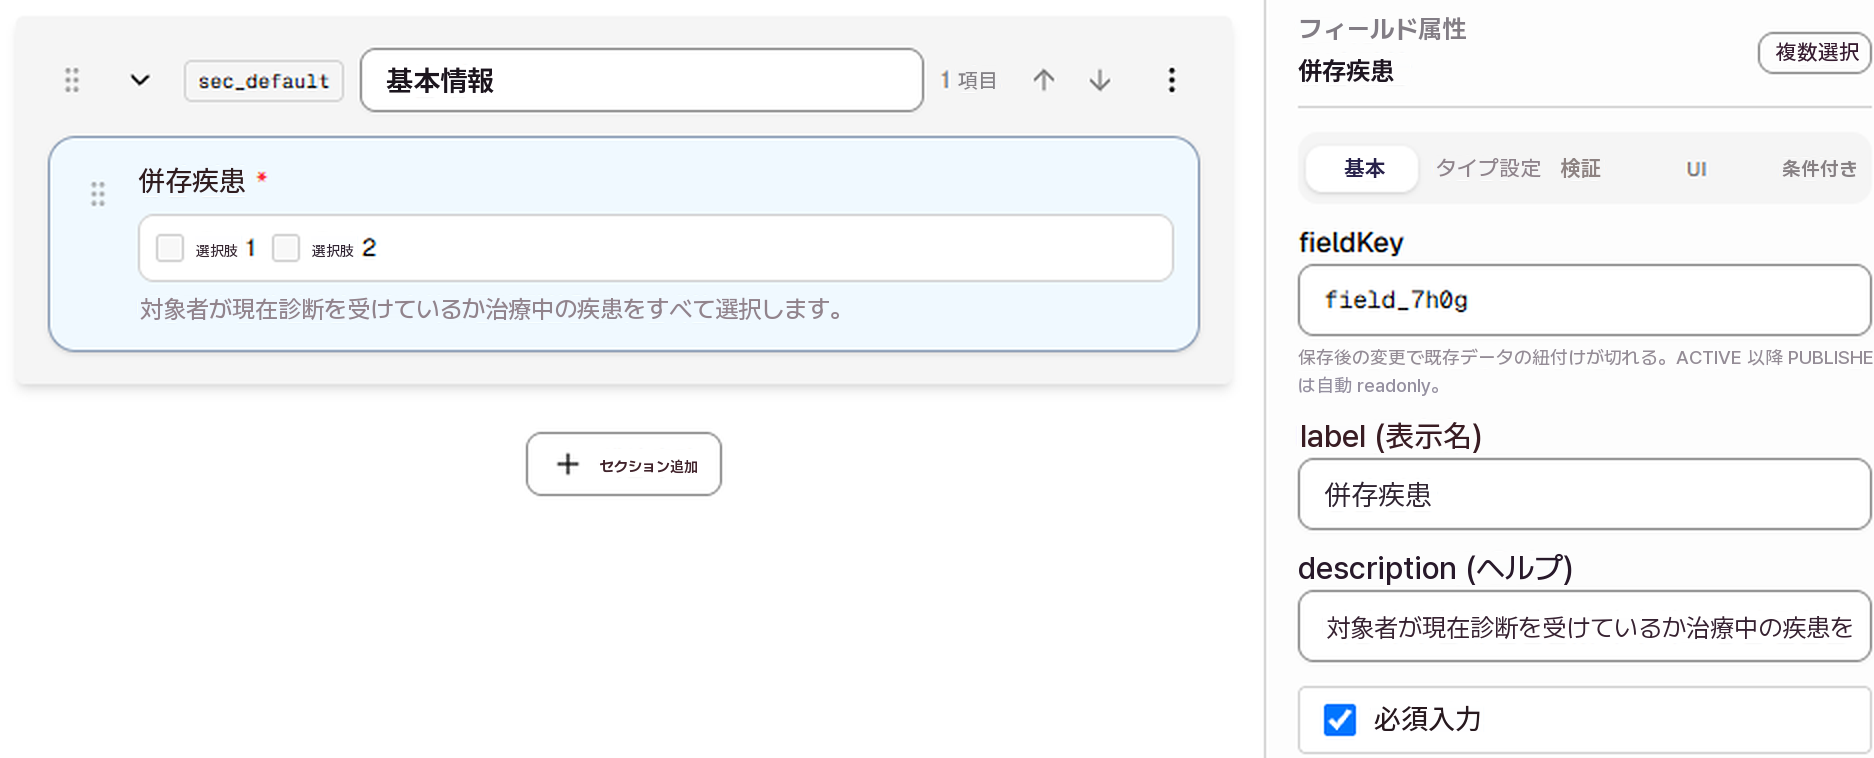 sec_default 基本情報 1 項目
併存疾患 *
選択肢 1 選択肢 2
対象者が現在診断を受けているか治療中の疾患をすべて選択します。
+ セクション追加
フィールド属性
併存疾患
複数選択
基本 タイプ設定 検証 UI 条件付き
fieldKey
field_7h0g
保存後の変更で既存データの紐付けが切れる。ACTIVE 以降 PUBLISHE
は自動 readonly。
label (表示名)
併存疾患
description (ヘルプ)
対象者が現在診断を受けているか治療中の疾患を
必須入力